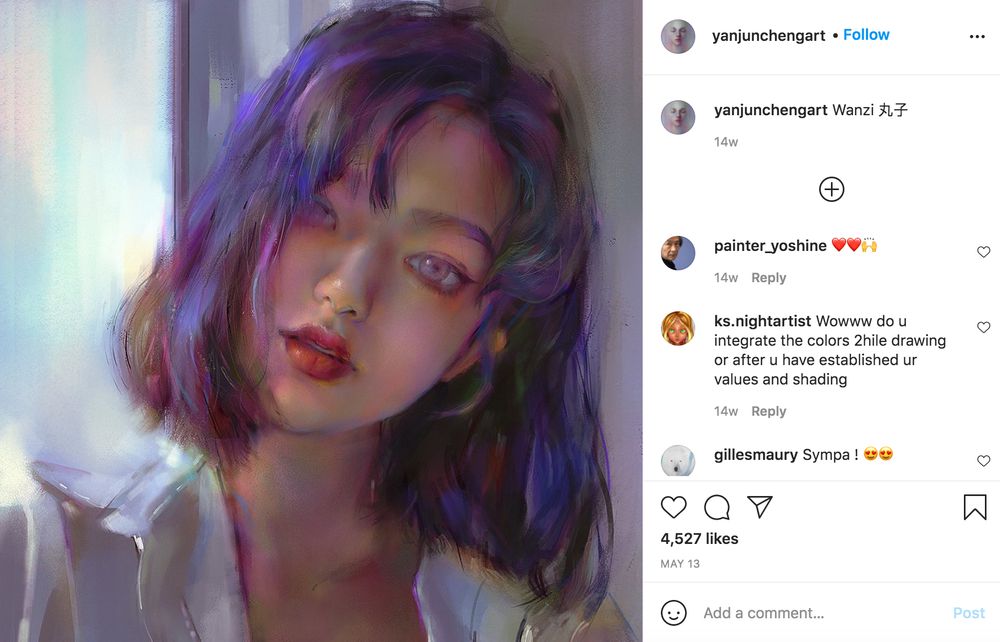 yanjunchengart • Follow
yanjunchengart Wanzi 丸子
14w
painter_yoshine ❤️❤️🙌
14w Reply
ks.nightartist Wowww do u
integrate the colors 2hile drawing
or after u have established ur
values and shading
14w Reply
gillesmaury Sympa ! 😍😍
4,527 likes
MAY 13
Add a comment...
Post